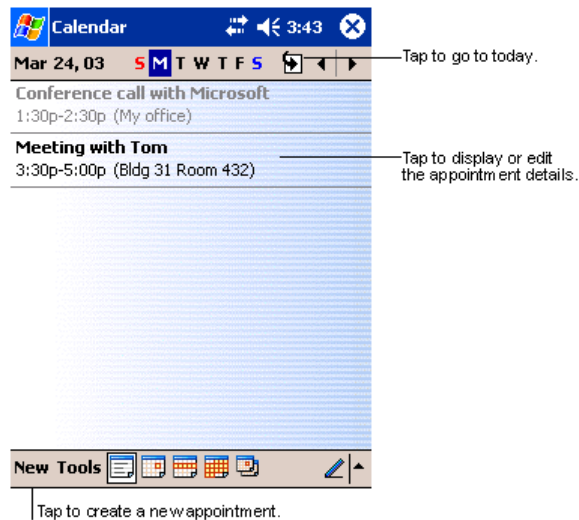 Calendar 3:43
Mar 24, 03 S M T W T F S
Tap to go to today.
Conference call with Microsoft
1:30p-2:30p (My office)
Meeting with Tom
3:30p-5:00p (Bldg 31 Room 432)
Tap to display or edit
the appointment details.
New Tools
Tap to create a new appointment.